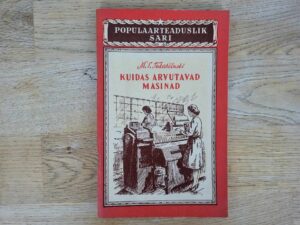 POPULAARTEADUSLIK
SARI
KUIDAS ARVUTAVAD
MASINAD